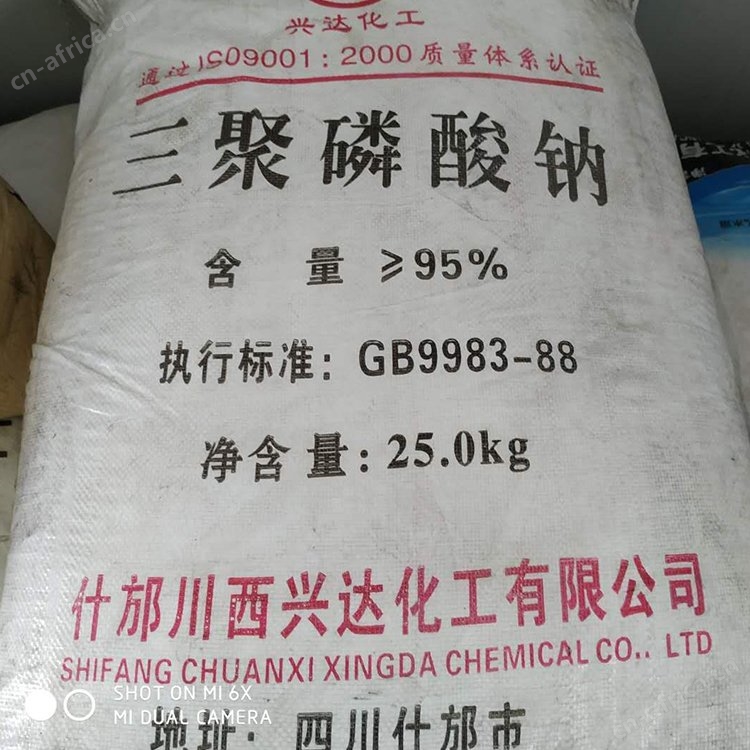 cn-africa.cn
兴达化工
通过ISO9001:2000质量体系认证
三聚磷酸钠
含 量 ≥95%
执行标准: GB9983-88
净含量: 25.0kg
什邡川西兴达化工有限公司
SHIFANG CHUANXI XINGDA CHEMICAL CO.. LTD
SHOT ON MI 6X
MI DUAL CAMERA
地址: 四川什邡市